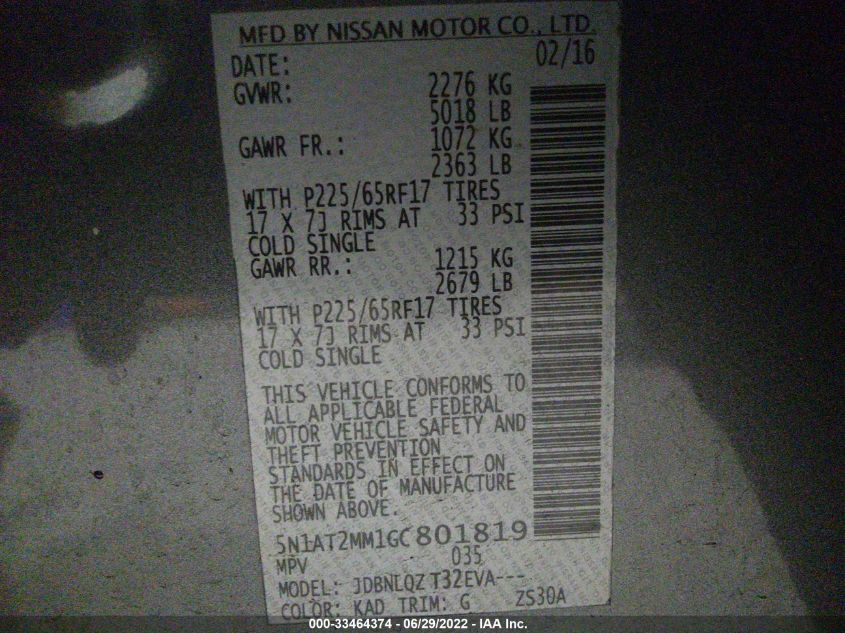 MFD BY NISSAN MOTOR CO., LTD.
DATE: 02/16
GVWR: 2276 KG
5018 LB
GAWR FR.: 1072 KG
2363 LB
WITH P225/65RF17 TIRES
17 X 7J RIMS AT 33 PSI
COLD SINGLE
GAWR RR.: 1215 KG
2679 LB
WITH P225/65RF17 TIRES
17 X 7J RIMS AT 33 PSI
COLD SINGLE
THIS VEHICLE CONFORMS TO
ALL APPLICABLE FEDERAL
MOTOR VEHICLE SAFETY AND
THEFT PREVENTION
STANDARDS IN EFFECT ON
THE DATE OF MANUFACTURE
SHOWN ABOVE.
5N1AT2MM1GC801819
MPV 035
MODEL: JDBNLQZ T32EVA---
COLOR: KAD TRIM: G ZS30A
000-33464374 - 06/29/2022 - IAA Inc.